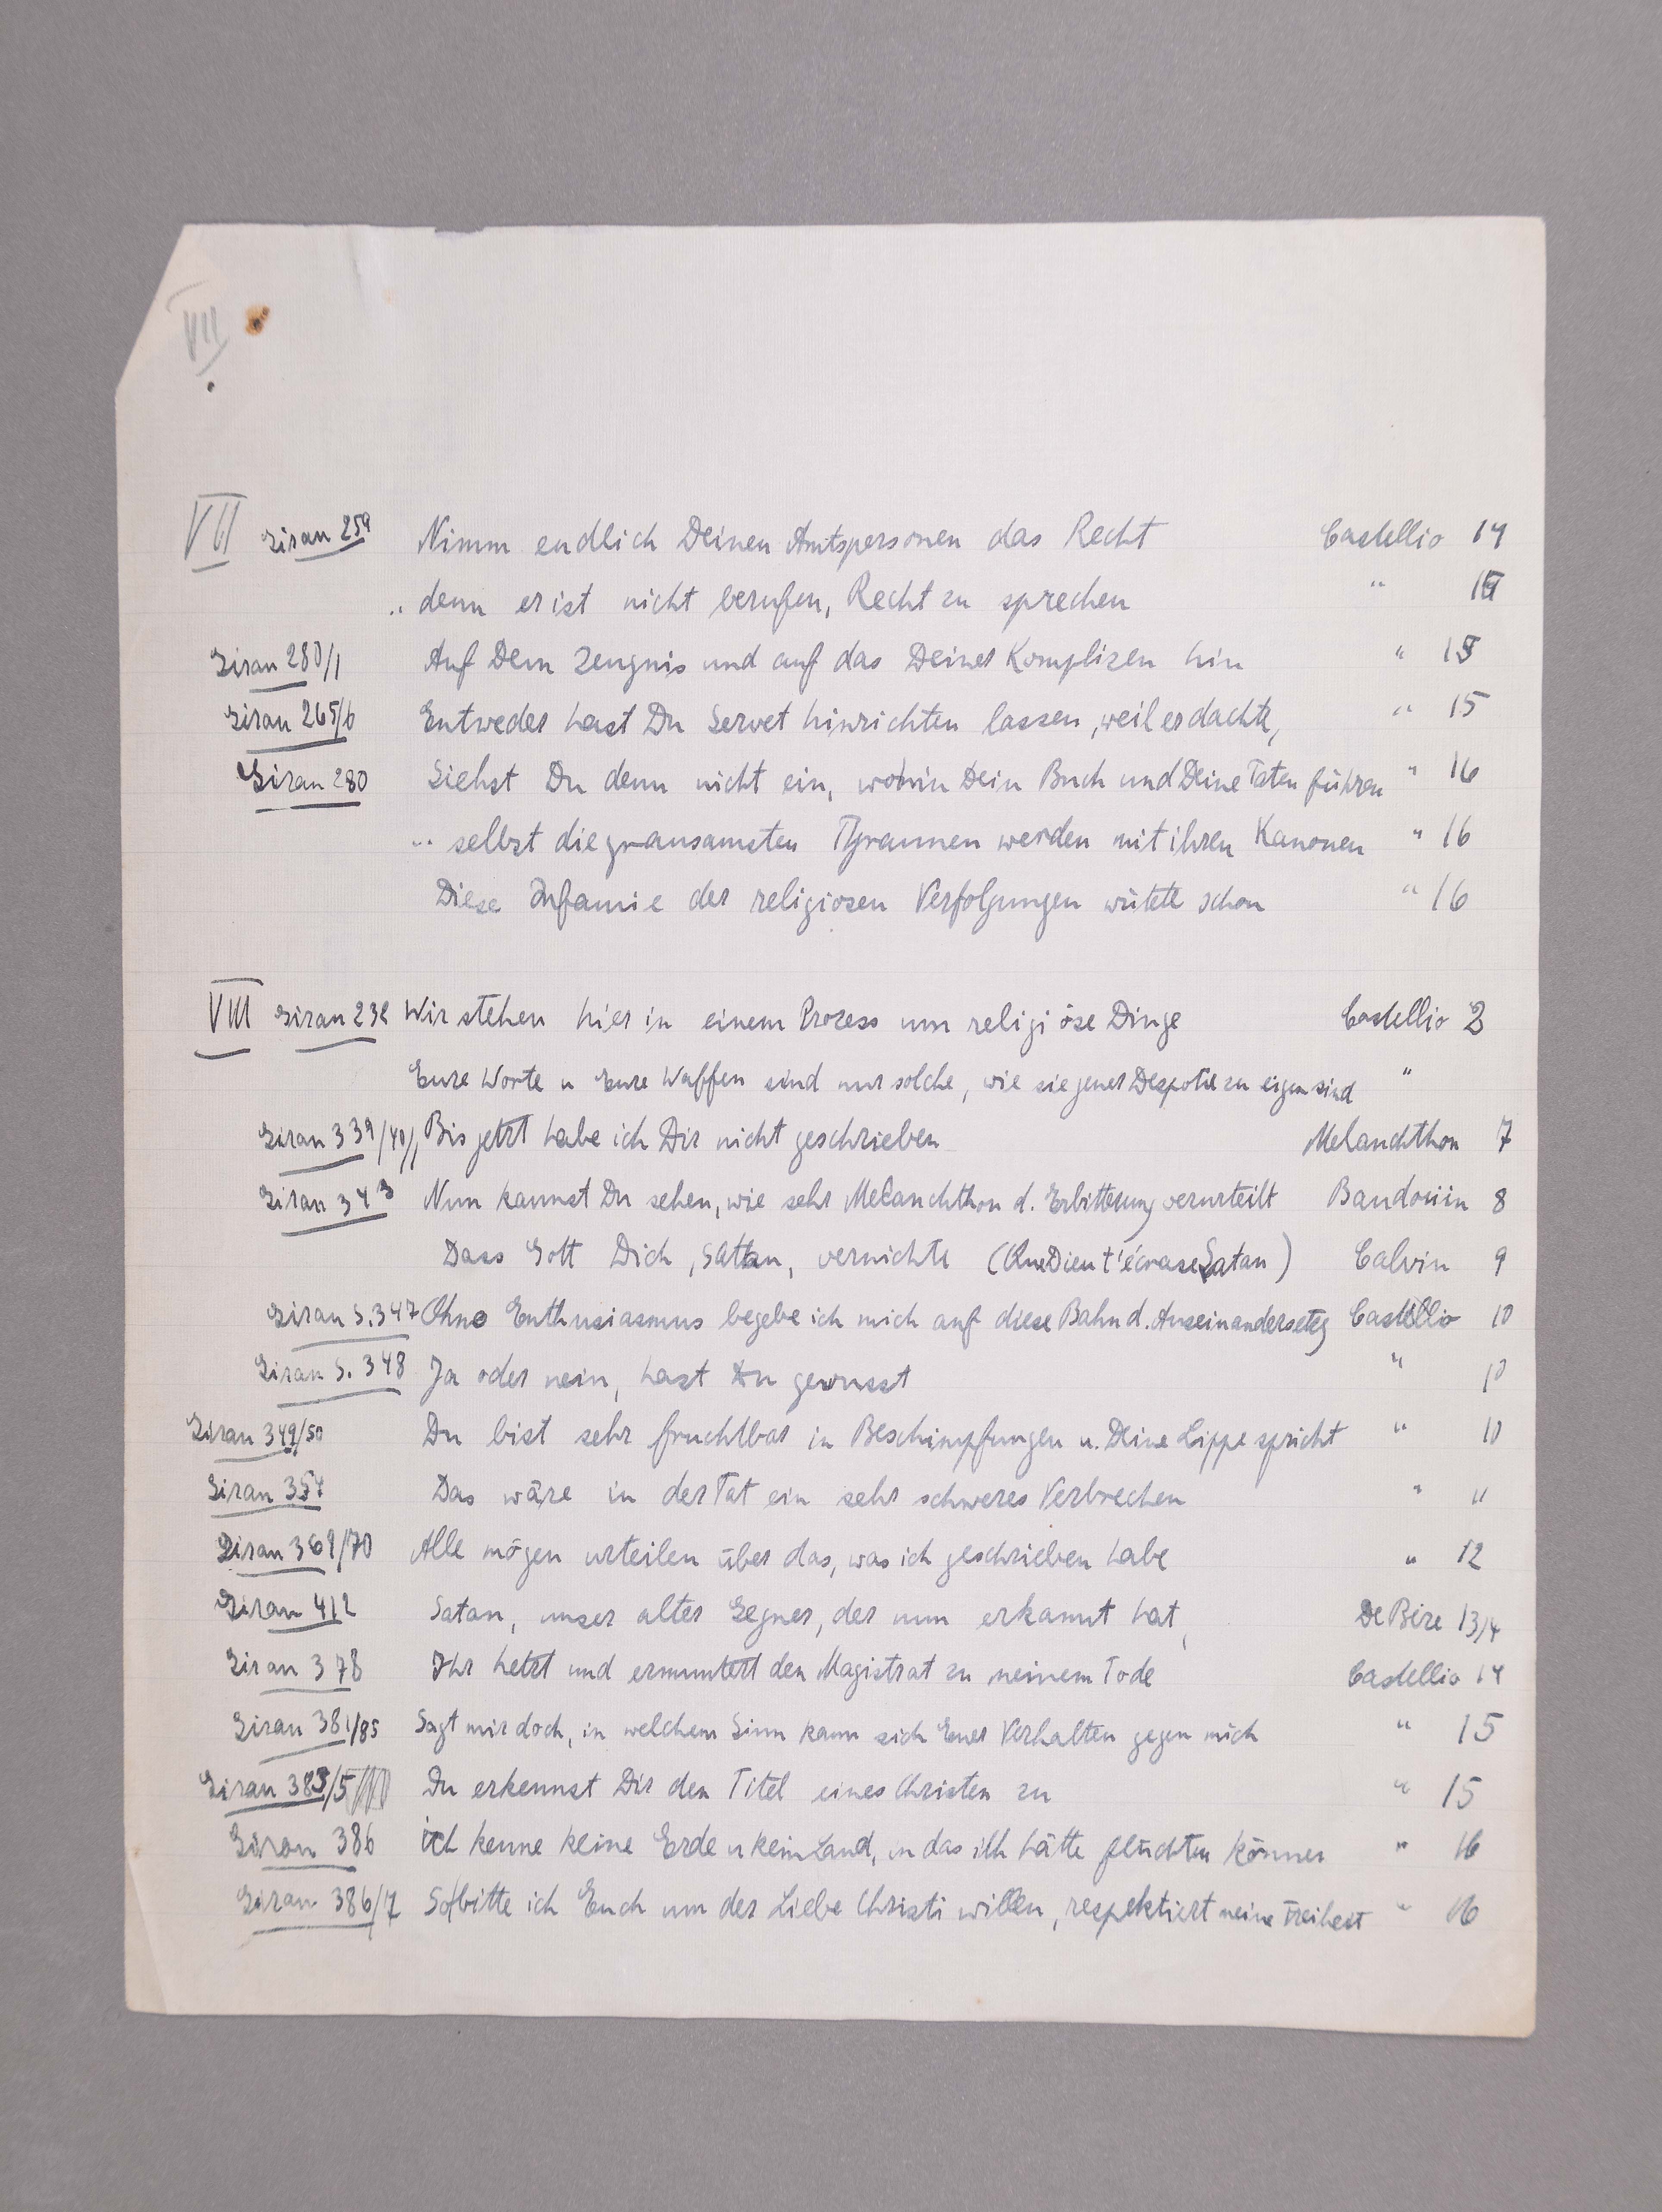 VII
VII Giran 259 Nimm endlich Deinen Amtspersonen das Recht Castellio 14
.. denn er ist nicht berufen, Recht zu sprechen "
Giran 280/1 Auf Dein Zeugnis und auf das Deiner Komplizen hin " 15
Giran 265/6 Entweder hast Du Servet hinrichten lassen, weil er dachte, " 15
Giran 280 Siehst Du denn nicht ein, wohin Dein Buch und Deine Taten führen " 16
.. selbst die grausamsten Tyrannen werden mit ihren Kanonen " 16
Diese Infamie der religiosen Verfolgungen wütete schon " 16
VIII Giran 232 Wir stehen hier in einem Prozess um religiöse Dinge Castellio 2
Eure Worte u Eure Waffen sind nur solche, wie sie jener Despotie zu eigen sind "
Giran 339/40/1 Bis jetzt habe ich Dir nicht geschrieben Melanchthon 7
Giran 343 Nun kannst Du sehen, wie sehr Melanchthon d. Erbitterung verurteilt Baudouin 8
Dass Gott Dich, Satan, vernichte (Que Dieu t'écrase Satan) Calvin 9
Giran S. 347 Ohne Enthusiasmus begebe ich mich auf diese Bahn d. Auseinandersetzg Castellio 10
Giran S. 348 Ja oder nein, hast Du gewusst " 10
Giran 349/50 Du bist sehr fruchtbar in Beschimpfungen u. Deine Lippe spricht " 10
Giran 354 Das wäre in der Tat ein sehr schweres Verbrechen " 11
Giran 369/70 Alle mögen urteilen über das, was ich geschrieben habe " 12
Giran 412 Satan, unser alter Gegner, der nun erkannt hat, De Bèze 13/4
Giran 378 Ihr hetzt und ermuntert den Magistrat zu meinem Tode Castellio 14
Giran 381/85 Sagt mir doch, in welchem Sinn kann sich Euer Verhalten gegen mich " 15
Giran 383/5 Du erkennst Dir den Titel eines Christen zu " 15
Giran 386 ich kenne keine Erde u kein Land, in das ich hätte flüchten können " 16
Giran 386/7 So bitte ich Euch um der Liebe Christi willen, respektiert meine Freiheit " 16